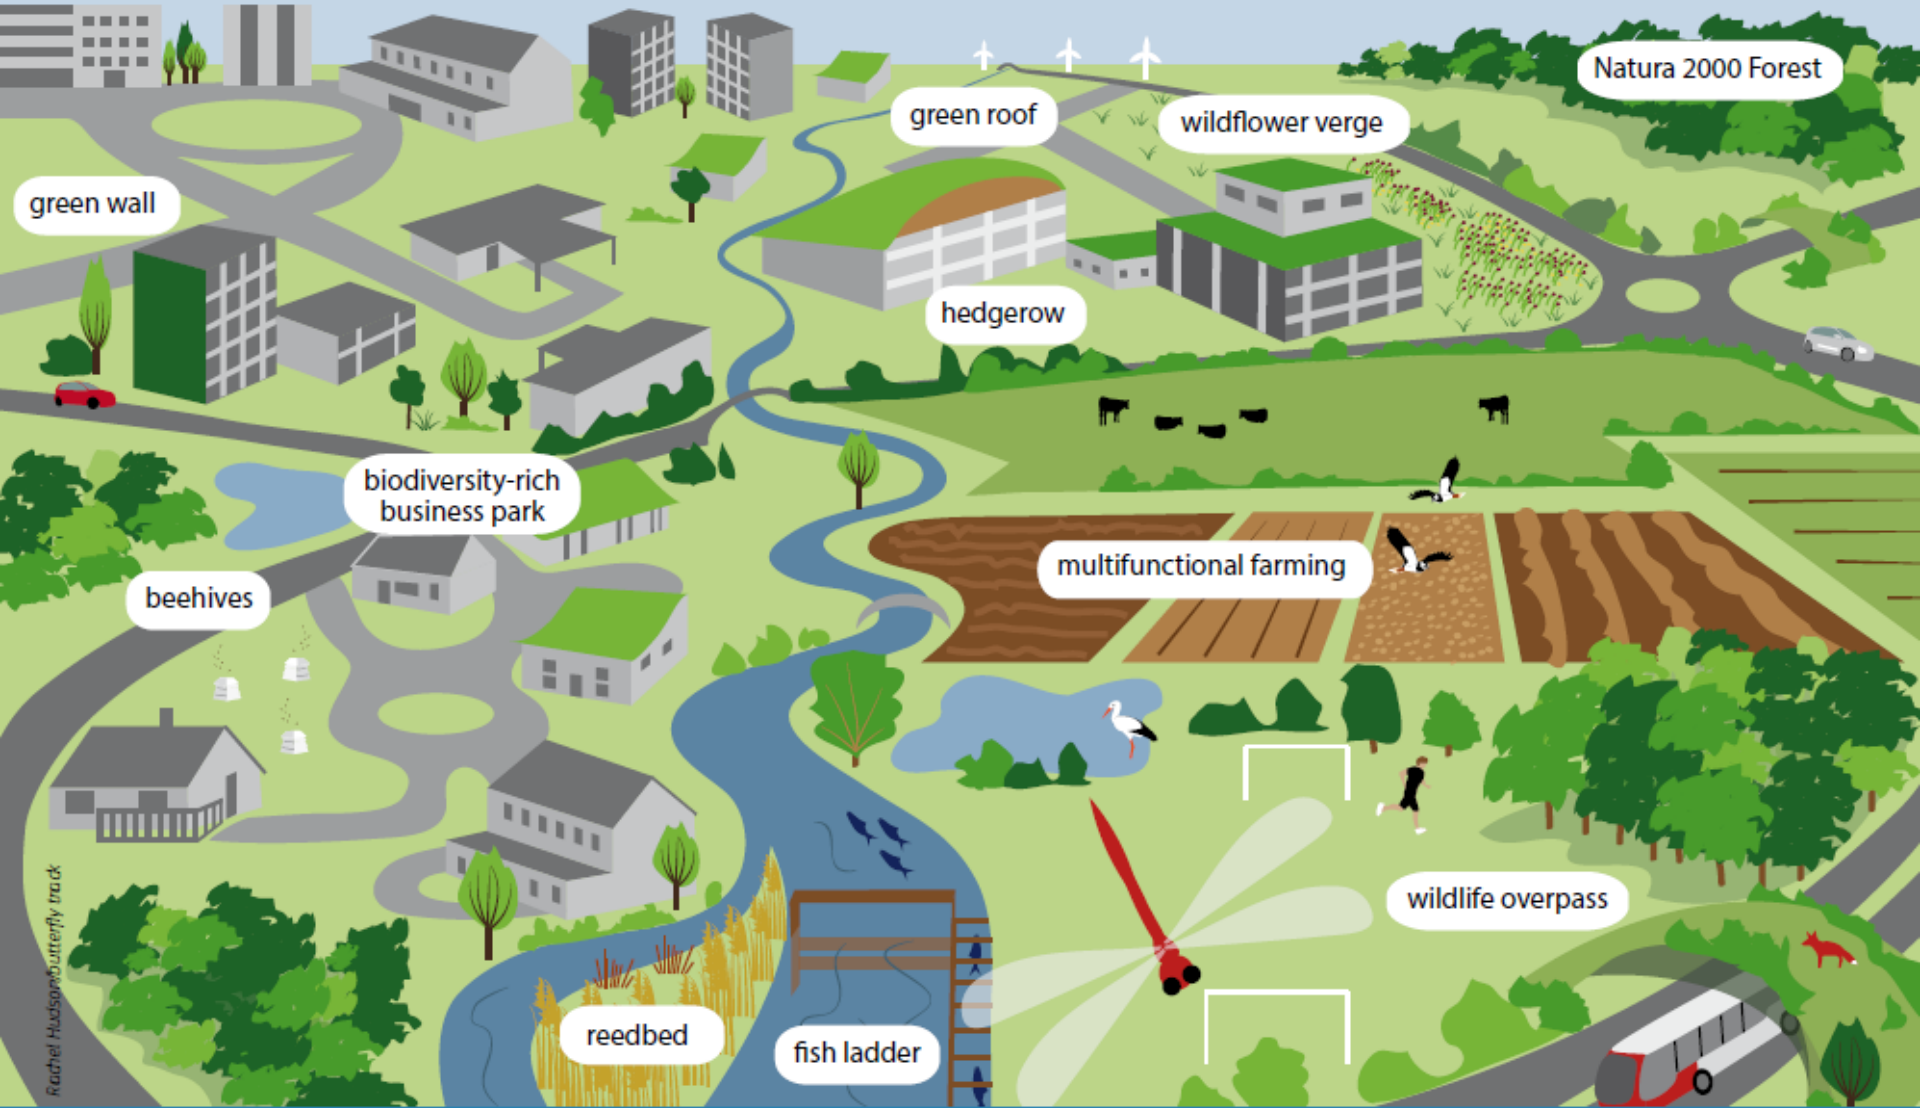 Natura 2000 Forest
green roof
wildflower verge
green wall
hedgerow
biodiversity-rich
business park
multifunctional farming
beehives
wildlife overpass
reedbed
fish ladder
Rachel Hudson/butterfly track